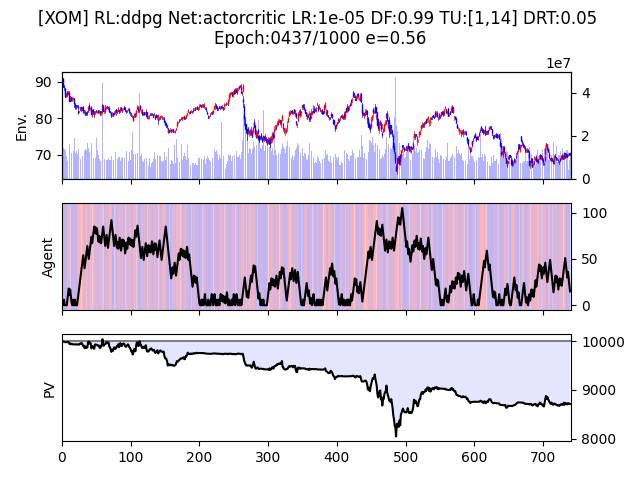 [XOM] RL:ddpg Net:actorcritic LR:1e-05 DF:0.99 TU:[1,14] DRT:0.05
Epoch:0437/1000 e=0.56
1e7
90
80
70
Env.
4
2
0
Agent
100
50
0
PV
10000
9000
8000
0 100 200 300 400 500 600 700